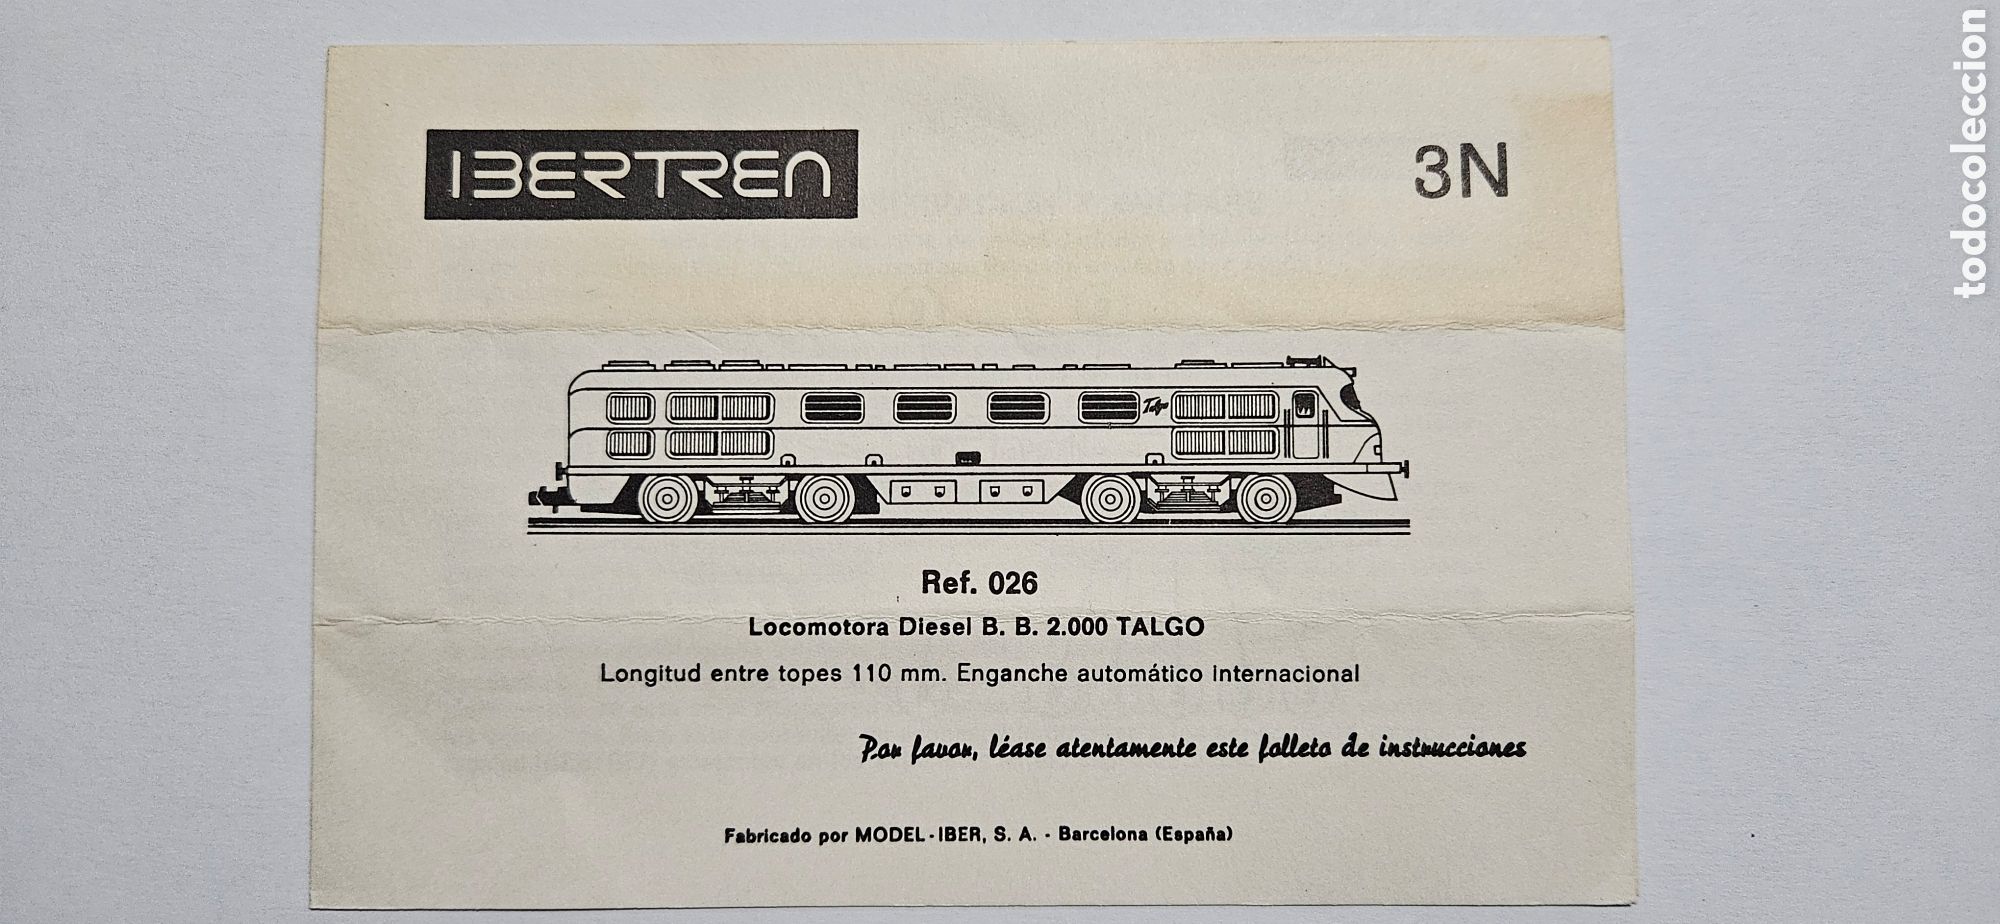 IBERTREN
3N
Talgo
Ref. 026
Locomotora Diesel B. B. 2.000 TALGO
Longitud entre topes 110 mm. Enganche automático internacional
Por favor, léase atentamente este folleto de instrucciones
Fabricado por MODEL-IBER, S. A. - Barcelona (España)
todocoleccion